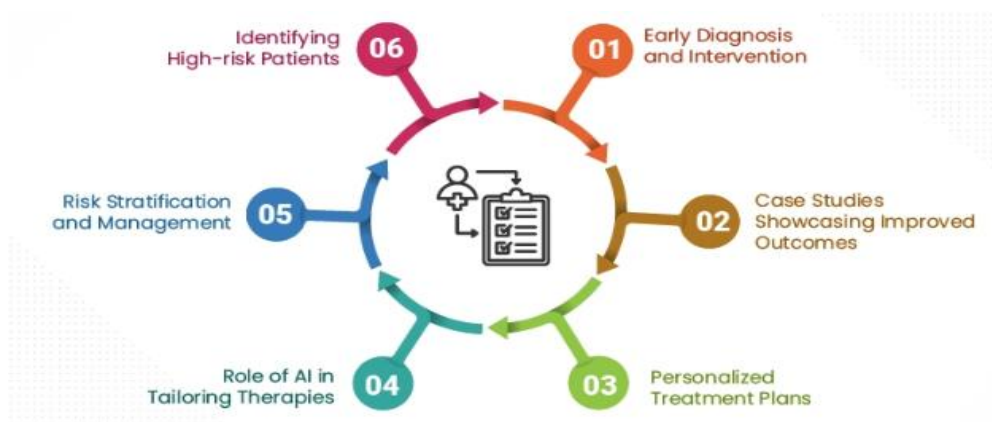 01
Early Diagnosis
and Intervention
02
Case Studies
Showcasing Improved
Outcomes
03
Personalized
Treatment Plans
04
Role of AI in
Tailoring Therapies
05
Risk Stratification
and Management
06
Identifying
High-risk Patients